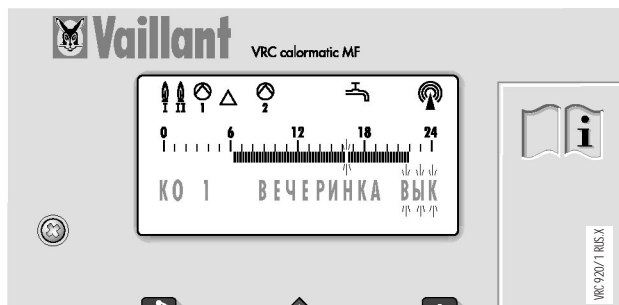 Vaillant
VRC calormatic MF
I II 1 2
0 6 12 18 24
КО 1 ВЕЧЕРИНКА ВЫК
i
VRC 920/1 RUS.X